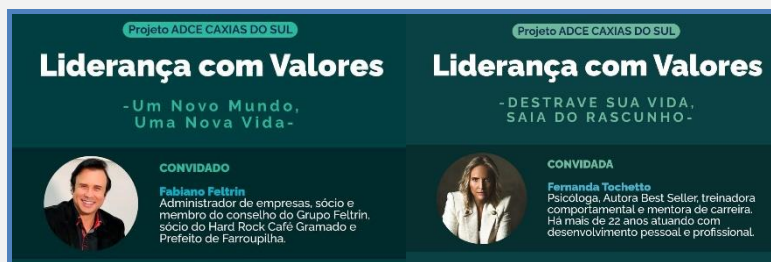 Projeto ADCE CAXIAS DO SUL
Liderança com Valores
-Um Novo Mundo,
Uma Nova Vida-
CONVIDADO
Fabiano Feltrin
Administrador de empresas, sócio e
membro do conselho do Grupo Feltrin,
sócio do Hard Rock Café Gramado e
Prefeito de Farroupilha.
Projeto ADCE CAXIAS DO SUL
Liderança com Valores
-DESTRAVE SUA VIDA,
SAIA DO RASCUNHO-
CONVIDADA
Fernanda Tochetto
Psicóloga, Autora Best Seller, treinadora
comportamental e mentora de carreira.
Há mais de 22 anos atuando com
desenvolvimento pessoal e profissional.